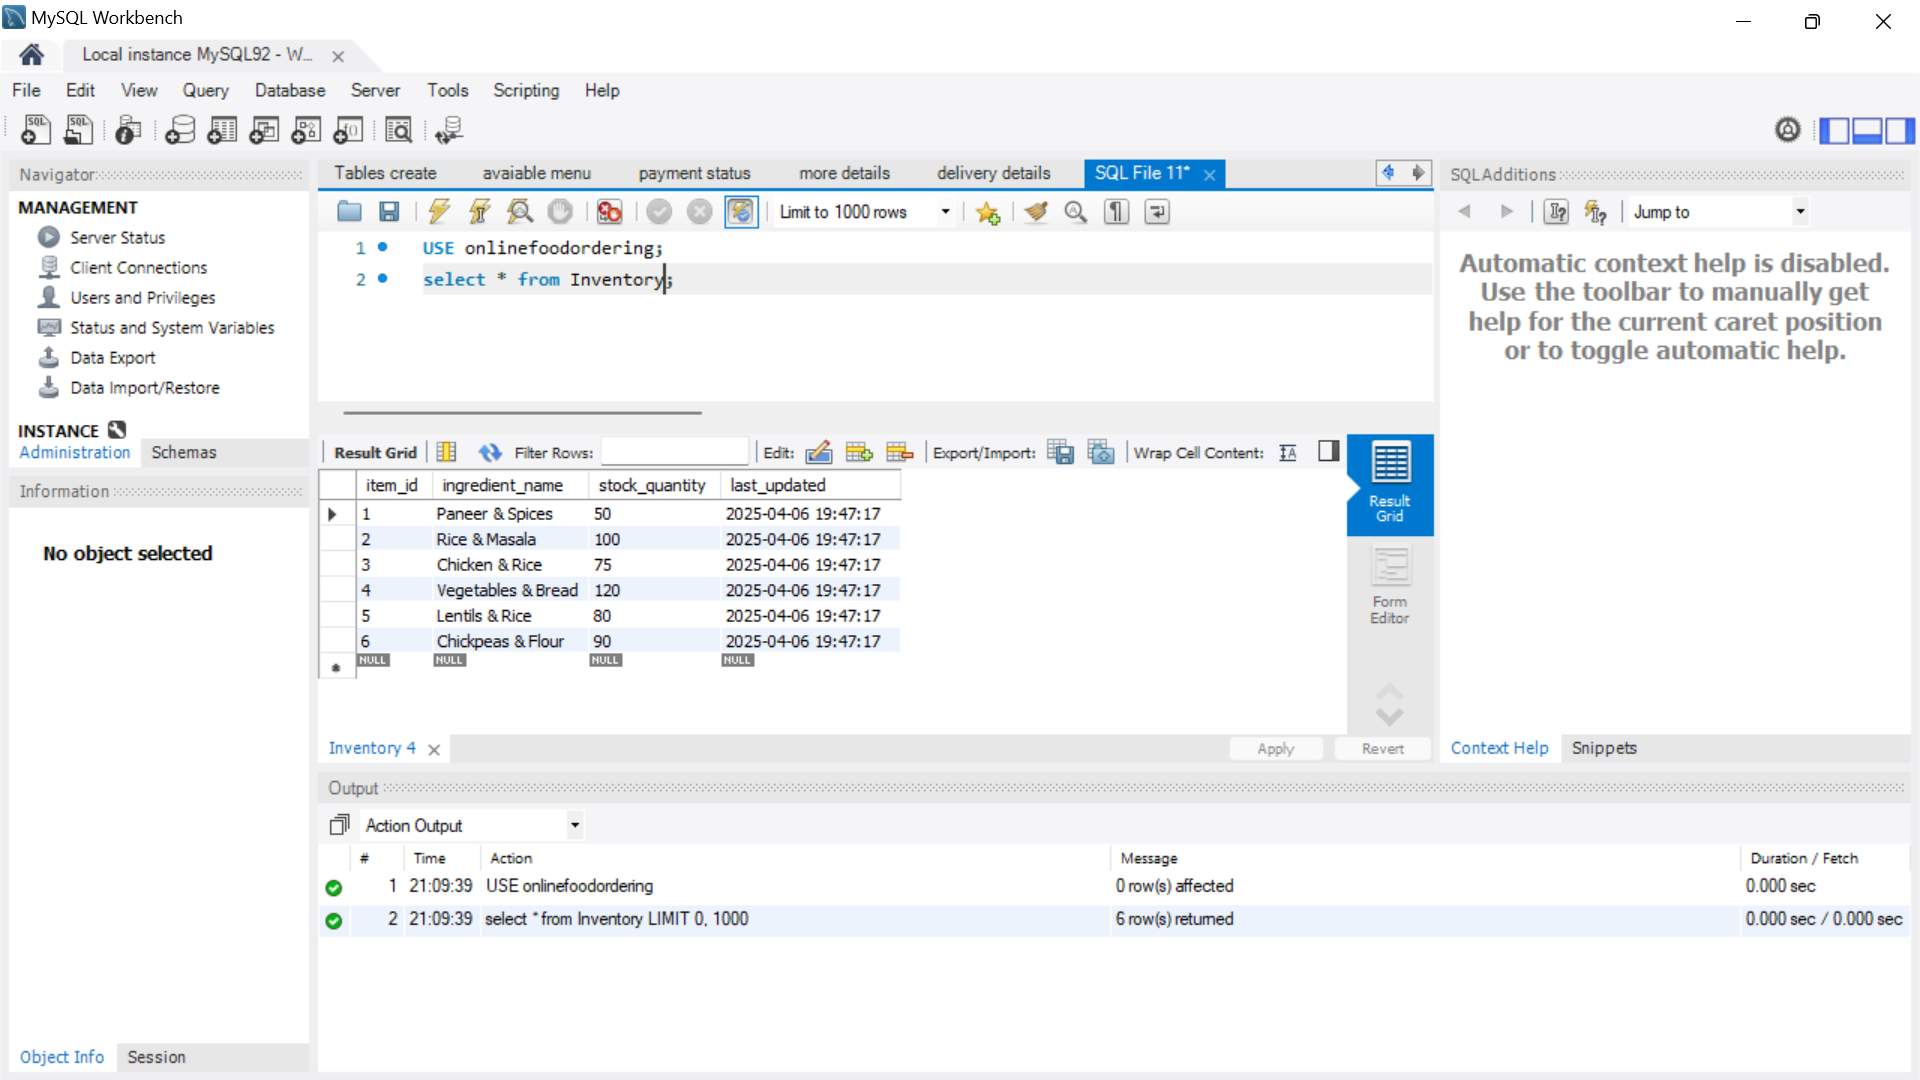 MySQL Workbench
Local instance MySQL92 - W...
File Edit View Query Database Server Tools Scripting Help
Navigator
MANAGEMENT
Server Status
Client Connections
Users and Privileges
Status and System Variables
Data Export
Data Import/Restore
INSTANCE
Administration Schemas
Information
No object selected
Object Info Session
Tables create avaiable menu payment status more details delivery details SQL File 11*
Limit to 1000 rows
1 USE onlinefoodordering;
2 select * from Inventory;
Result Grid Filter Rows: Edit: Export/Import: Wrap Cell Content:
item_id ingredient_name stock_quantity last_updated
1 Paneer & Spices 50 2025-04-06 19:47:17
2 Rice & Masala 100 2025-04-06 19:47:17
3 Chicken & Rice 75 2025-04-06 19:47:17
4 Vegetables & Bread 120 2025-04-06 19:47:17
5 Lentils & Rice 80 2025-04-06 19:47:17
6 Chickpeas & Flour 90 2025-04-06 19:47:17
NULL NULL NULL NULL
Result
Grid
Form
Editor
Inventory 4 Apply Revert
SQLAdditions
Jump to
Automatic context help is disabled.
Use the toolbar to manually get
help for the current caret position
or to toggle automatic help.
Context Help Snippets
Output
Action Output
# Time Action Message Duration / Fetch
1 21:09:39 USE onlinefoodordering 0 row(s) affected 0.000 sec
2 21:09:39 select * from Inventory LIMIT 0, 1000 6 row(s) returned 0.000 sec / 0.000 sec